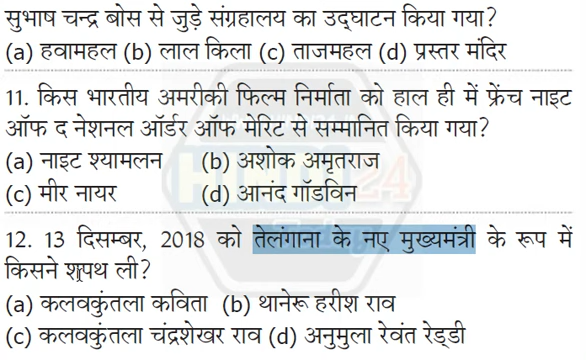 सुभाष चन्द्र बोस से जुड़े संग्रहालय का उद्घाटन किया गया?
(a) हवामहल (b) लाल किला (c) ताजमहल (d) प्रस्तर मंदिर
11. किस भारतीय अमरीकी फिल्म निर्माता को हाल ही में फ्रेंच नाइट
ऑफ द नेशनल ऑर्डर ऑफ मेरिट से सम्मानित किया गया?
(a) नाइट श्यामलन (b) अशोक अमृतराज
(c) मीर नायर (d) आनंद गॉडविन
12. 13 दिसम्बर, 2018 को तेलंगाना के नए मुख्यमंत्री के रूप में
किसने शपथ ली?
(a) कलवकुंतला कविता (b) थानेरू हरीश राव
(c) कलवकुंतला चंद्रशेखर राव (d) अनुमुला रेवंत रेड्डी